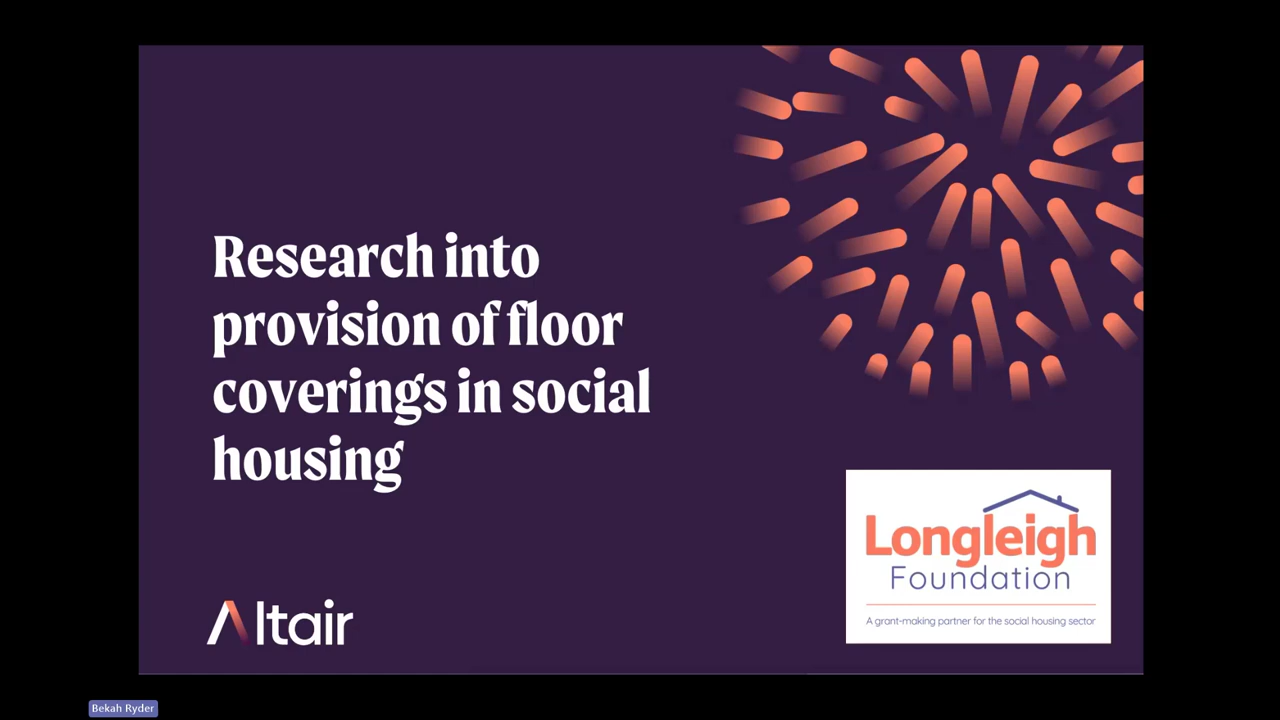 Research into
provision of floor
coverings in social
housing
Altair
Longleigh
Foundation
A grant-making partner for the social housing sector
Bekah Ryder